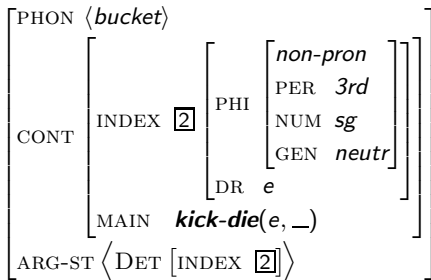 PHON ⟨bucket⟩
CONT INDEX 2 PHI non-pron
PER 3rd
NUM sg
GEN neutr
DR e
MAIN kick-die(e, _)
ARG-ST ⟨DET [INDEX 2]⟩